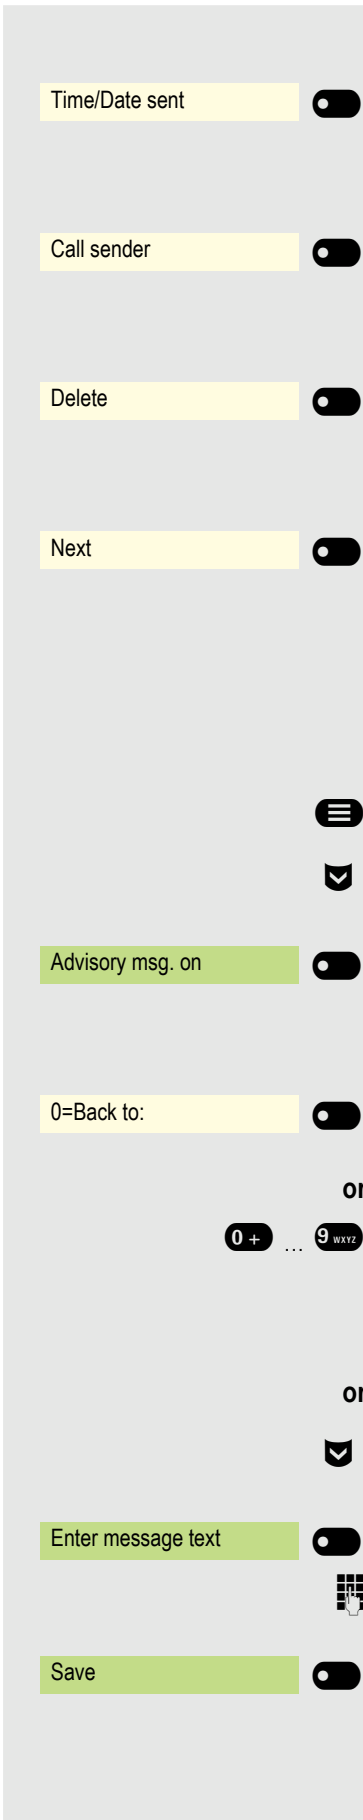 Time/Date sent
Call sender
Delete
Next
Advisory msg. on
0=Back to:
or
0 + ... 9 WXYZ
or
Enter message text
Save